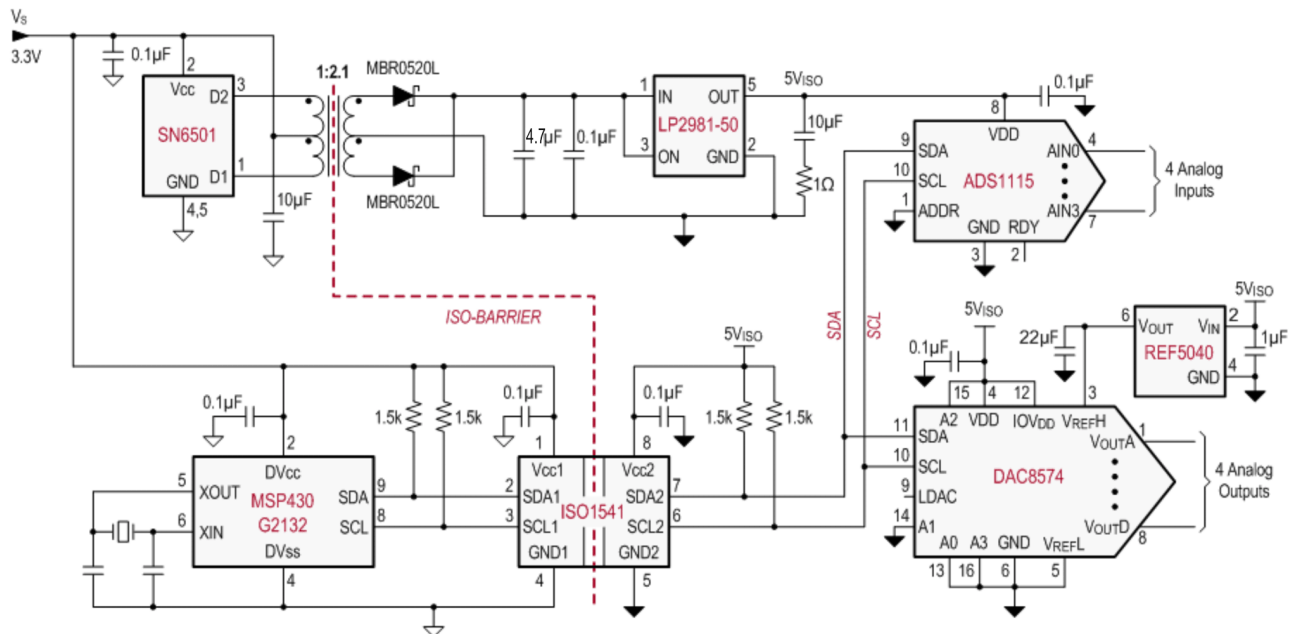 VS
3.3V
0.1µF
2
Vcc
D2
3
SN6501
GND
D1
1
4,5
10µF
1:2.1
MBR0520L
MBR0520L
4.7µF
0.1µF
1
IN
OUT
5
LP2981-50
3
ON
GND
2
5VISO
10µF
1Ω
0.1µF
8
VDD
9
SDA
AIN0
4
10
SCL
ADS1115
1
ADDR
AIN3
7
GND
RDY
3
2
4 Analog
Inputs
ISO-BARRIER
SDA
SCL
0.1µF
2
DVcc
5
XOUT
MSP430
G2132
SDA
9
6
XIN
SCL
8
DVss
4
1.5k
1.5k
0.1µF
1
Vcc1
2
SDA1
3
SCL1
GND1
4
ISO1541
5VISO
0.1µF
8
Vcc2
SDA2
7
SCL2
6
GND2
5
1.5k
1.5k
5VISO
0.1µF
15
4
12
3
A2
VDD
IOVDD
VREFH
11
SDA
10
SCL
DAC8574
9
LDAC
14
A1
A0
A3
GND
VREFL
13
16
6
5
VOUTA
1
VOUTD
8
4 Analog
Outputs
22µF
6
VOUT
VIN
2
REF5040
GND
4
5VISO
1µF